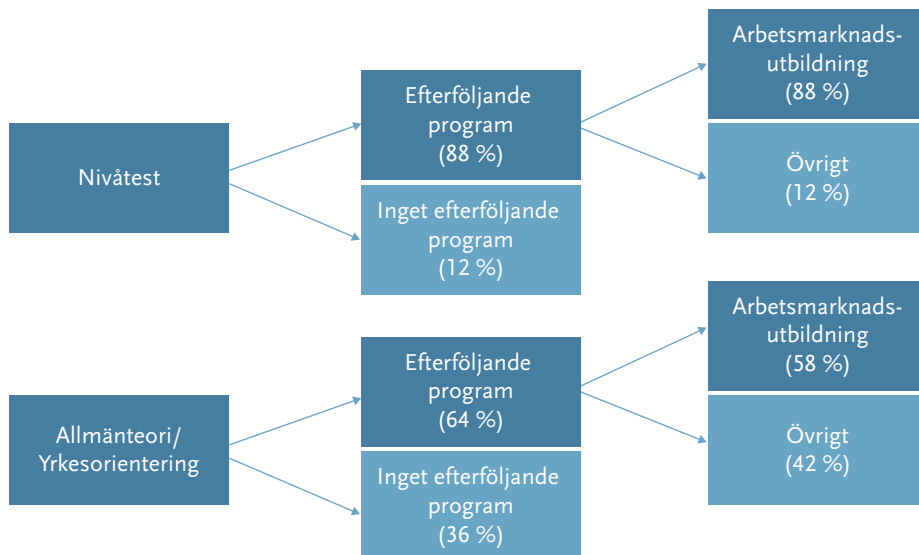 Nivåtest
Efterföljande
program
(88 %)
Inget efterföljande
program
(12 %)
Arbetsmarknads-
utbildning
(88 %)
Övrigt
(12 %)
Allmänteori/
Yrkesorientering
Efterföljande
program
(64 %)
Inget efterföljande
program
(36 %)
Arbetsmarknads-
utbildning
(58 %)
Övrigt
(42 %)